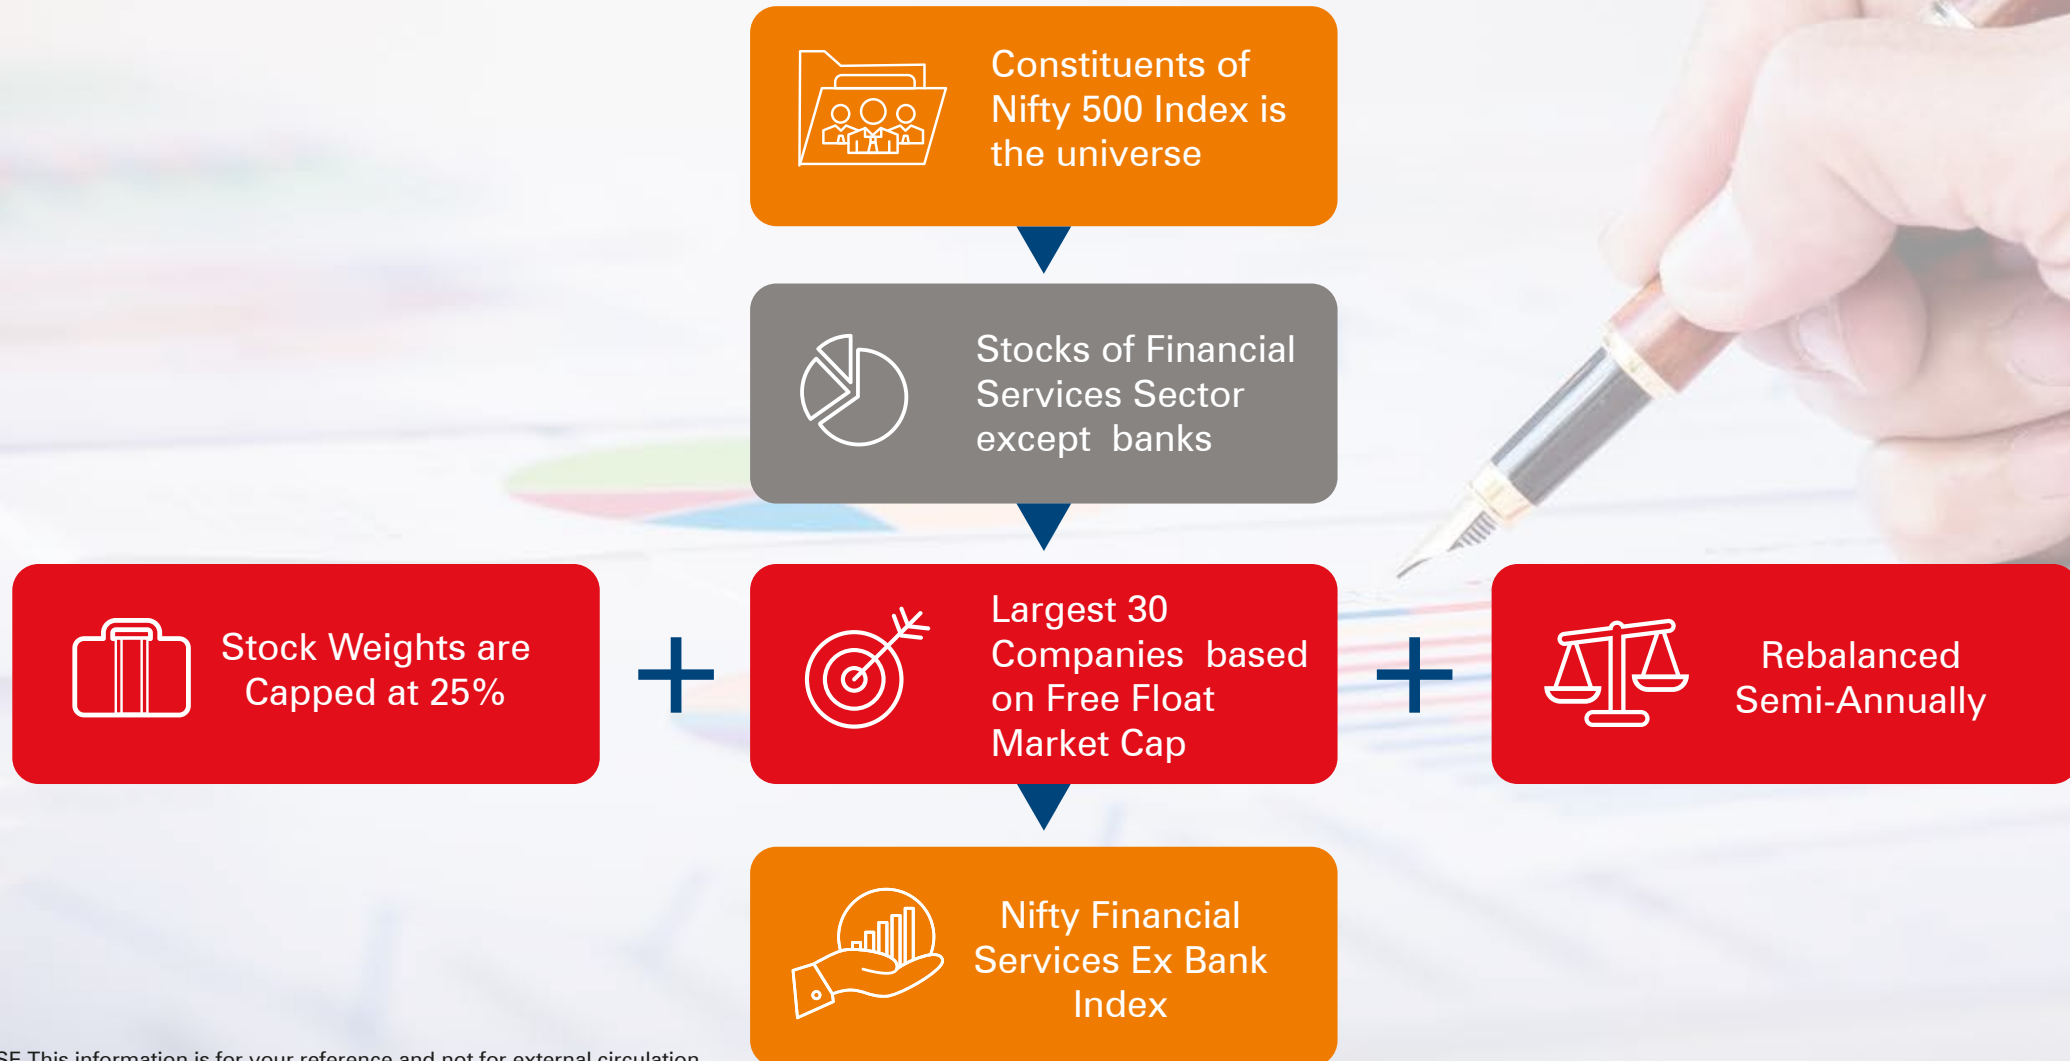 Constituents of
Nifty 500 Index is
the universe
Stocks of Financial
Services Sector
except banks
Stock Weights are
Capped at 25%
Largest 30
Companies based
on Free Float
Market Cap
Rebalanced
Semi-Annually
Nifty Financial
Services Ex Bank
Index
This information is for your reference and not for external circulation